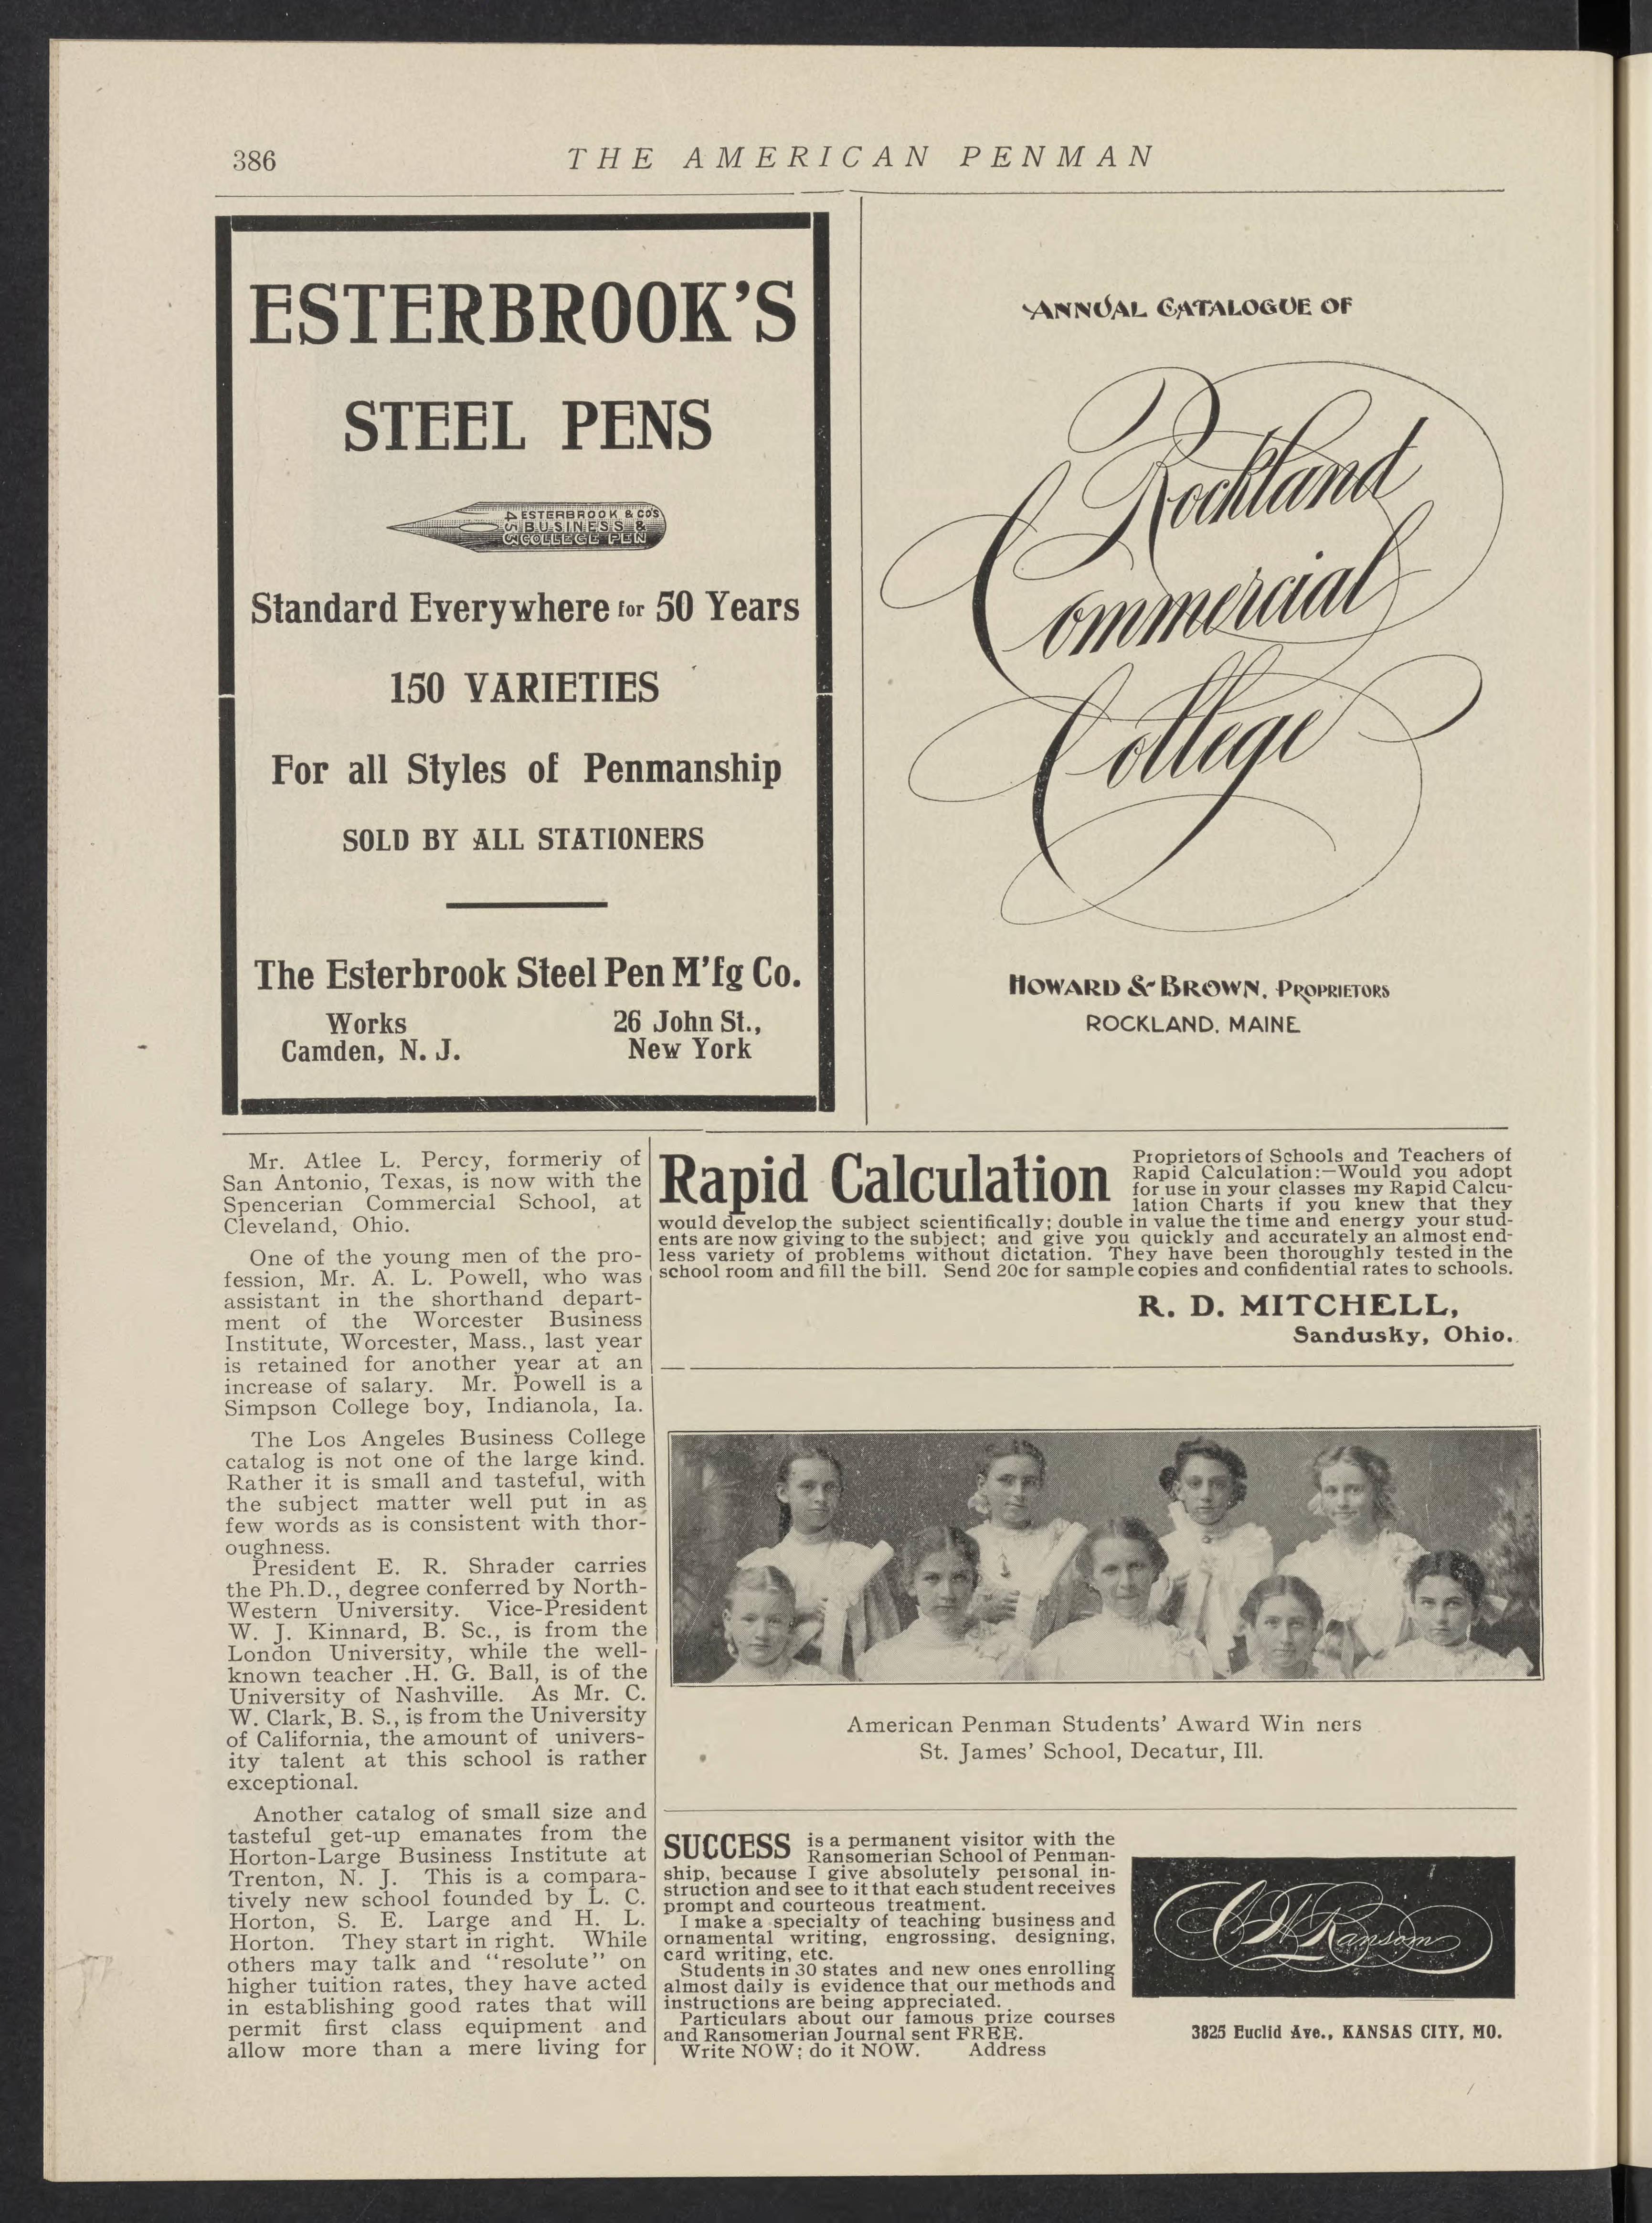 386
THE AMERICAN PENMAN
ESTERBROOK'S
STEEL PENS
453
ESTERBROOK & CO'S
BUSINESS &
COLLEGE PEN
Standard Everywhere for 50 Years
150 VARIETIES
For all Styles of Penmanship
SOLD BY ALL STATIONERS
The Esterbrook Steel Pen M'fg Co.
Works
Camden, N. J.
26 John St.,
New York
ANNUAL CATALOGUE OF
Rockland
Commercial
College
HOWARD & BROWN, PROPRIETORS
ROCKLAND, MAINE
Mr. Atlee L. Percy, formerly of
San Antonio, Texas, is now with the
Spencerian Commercial School, at
Cleveland, Ohio.
One of the young men of the pro-
fession, Mr. A. L. Powell, who was
assistant in the shorthand depart-
ment of the Worcester Business
Institute, Worcester, Mass., last year
is retained for another year at an
increase of salary. Mr. Powell is a
Simpson College boy, Indianola, Ia.
The Los Angeles Business College
catalog is not one of the large kind.
Rather it is small and tasteful, with
the subject matter well put in as
few words as is consistent with thor-
oughness.
President E. R. Shrader carries
the Ph.D., degree conferred by North-
Western University. Vice-President
W. J. Kinnard, B. Sc., is from the
London University, while the well-
known teacher .H. G. Ball, is of the
University of Nashville. As Mr. C.
W. Clark, B. S., is from the University
of California, the amount of univers-
ity talent at this school is rather
exceptional.
Another catalog of small size and
tasteful get-up emanates from the
Horton-Large Business Institute at
Trenton, N. J. This is a compara-
tively new school founded by L. C.
Horton, S. E. Large and H. L.
Horton. They start in right. While
others may talk and "resolute" on
higher tuition rates, they have acted
in establishing good rates that will
permit first class equipment and
allow more than a mere living for
Rapid Calculation
Proprietors of Schools and Teachers of
Rapid Calculation:—Would you adopt
for use in your classes my Rapid Calcu-
lation Charts if you knew that they
would develop the subject scientifically; double in value the time and energy your stud-
ents are now giving to the subject; and give you quickly and accurately an almost end-
less variety of problems without dictation. They have been thoroughly tested in the
school room and fill the bill. Send 20c for sample copies and confidential rates to schools.
R. D. MITCHELL,
Sandusky, Ohio.
American Penman Students' Award Win ners
St. James' School, Decatur, Ill.
SUCCESS is a permanent visitor with the
Ransomerian School of Penman-
ship, because I give absolutely personal in-
struction and see to it that each student receives
prompt and courteous treatment.
I make a specialty of teaching business and
ornamental writing, engrossing, designing,
card writing, etc.
Students in 30 states and new ones enrolling
almost daily is evidence that our methods and
instructions are being appreciated.
Particulars about our famous prize courses
and Ransomerian Journal sent FREE.
Write NOW; do it NOW. Address
C W Ransom
3825 Euclid Ave., KANSAS CITY, MO.